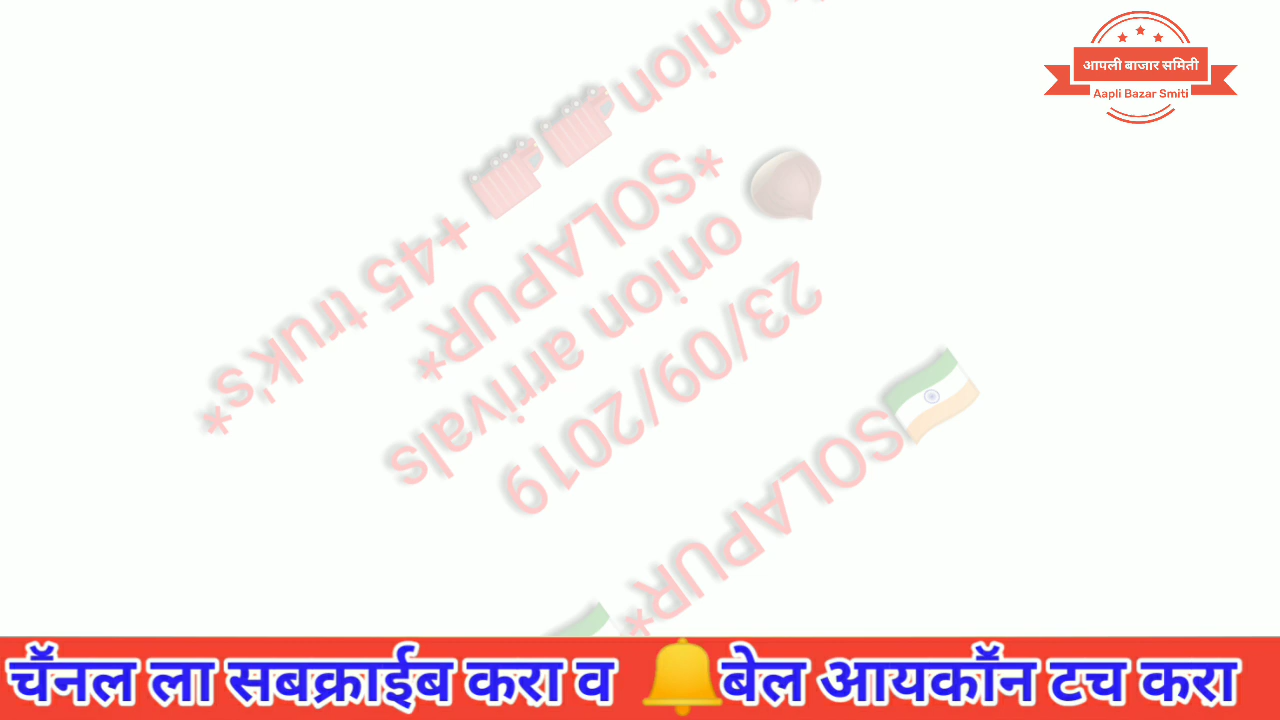 आपली बाजार समिती
Aapli Bazar Smiti
SOLAPUR*
23/09/2019
onion arrivals
*SOLAPUR*
onion
+45 truk's*
चॅनल ला सबक्राईब करा व 🔔बेल आयकॉन टच करा